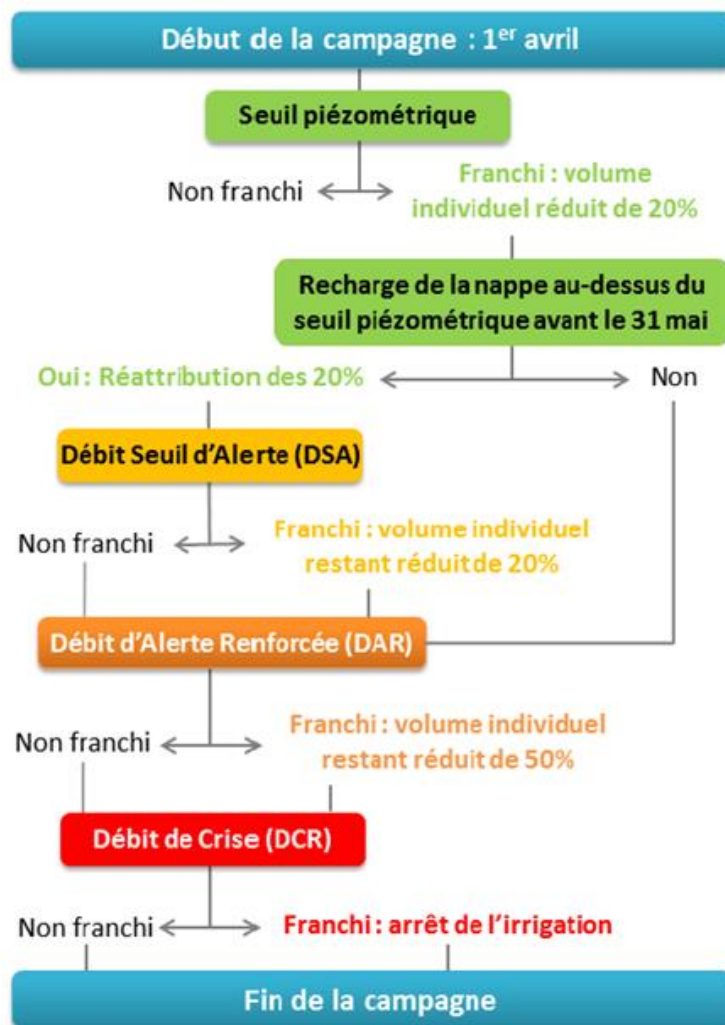 Début de la campagne : 1er avril
Seuil piézométrique
Non franchi
Franchi : volume
individuel réduit de 20%
Recharge de la nappe au-dessus du
seuil piézométrique avant le 31 mai
Oui : Réattribution des 20%
Non
Débit Seuil d'Alerte (DSA)
Non franchi
Franchi : volume individuel
restant réduit de 20%
Débit d'Alerte Renforcée (DAR)
Non franchi
Franchi : volume individuel
restant réduit de 50%
Débit de Crise (DCR)
Non franchi
Franchi : arrêt de l'irrigation
Fin de la campagne